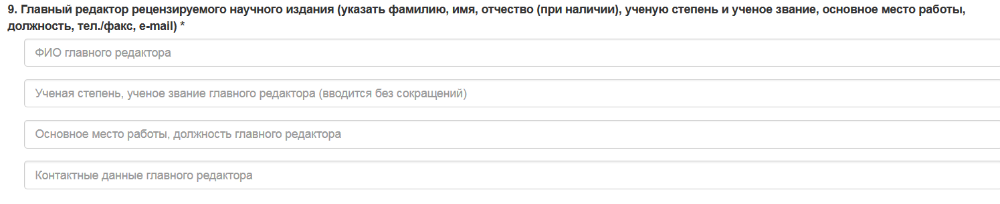 9. Главный редактор рецензируемого научного издания (указать фамилию, имя, отчество (при наличии), ученую степень и ученое звание, основное место работы,
должность, тел./факс, e-mail) *
ФИО главного редактора
Ученая степень, ученое звание главного редактора (вводится без сокращений)
Основное место работы, должность главного редактора
Контактные данные главного редактора